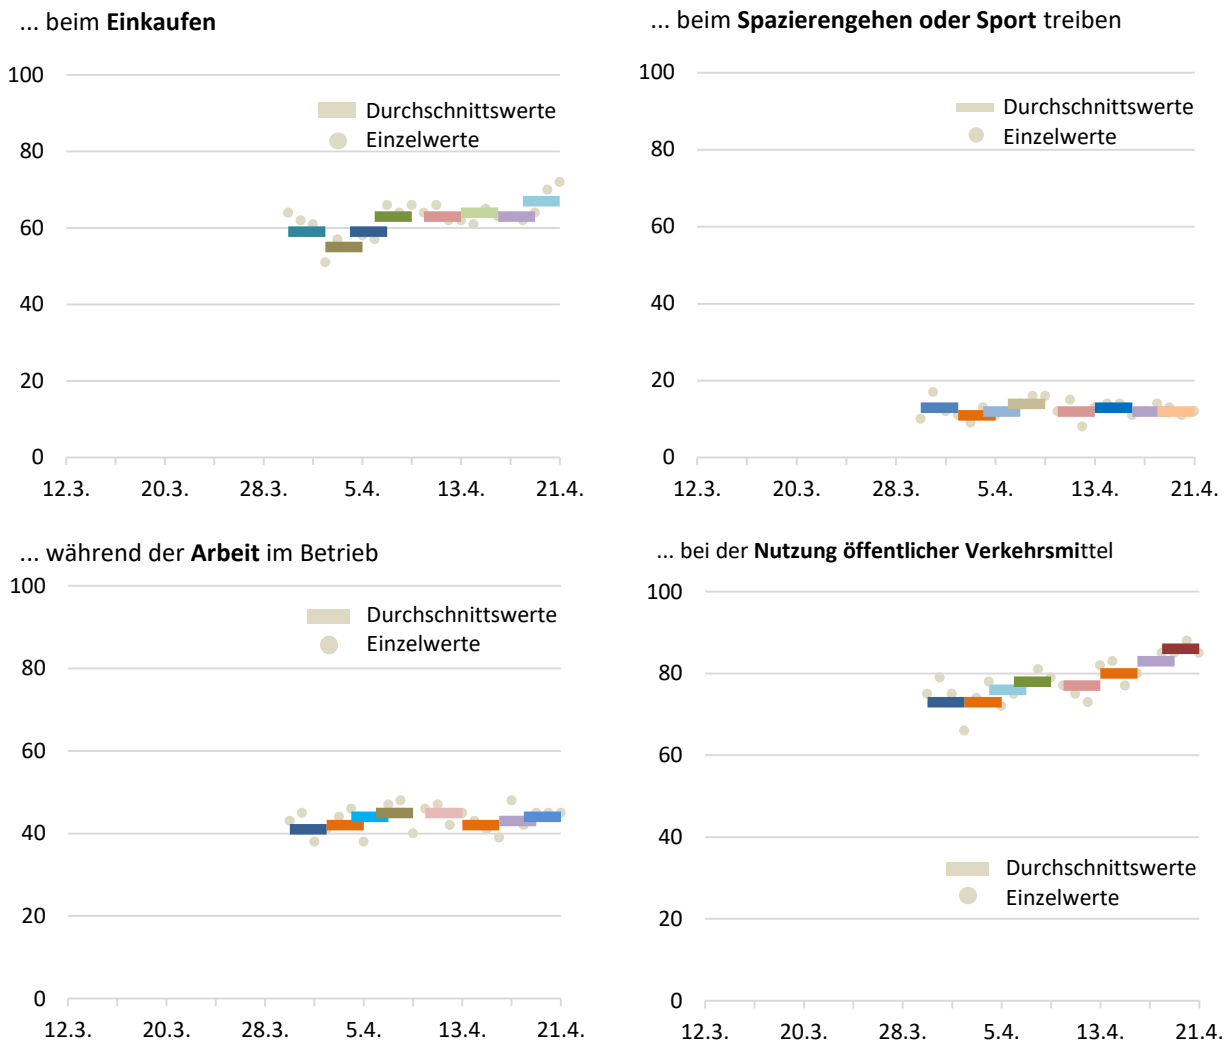 ... beim Einkaufen
100
80
60
40
20
0
Durchschnittswerte
Einzelwerte
12.3. 20.3. 28.3. 5.4. 13.4. 21.4.
... beim Spazierengehen oder Sport treiben
100
80
60
40
20
0
Durchschnittswerte
Einzelwerte
12.3. 20.3. 28.3. 5.4. 13.4. 21.4.
... während der Arbeit im Betrieb
100
80
60
40
20
0
Durchschnittswerte
Einzelwerte
12.3. 20.3. 28.3. 5.4. 13.4. 21.4.
... bei der Nutzung öffentlicher Verkehrsmittel
100
80
60
40
20
0
Durchschnittswerte
Einzelwerte
12.3. 20.3. 28.3. 5.4. 13.4. 21.4.